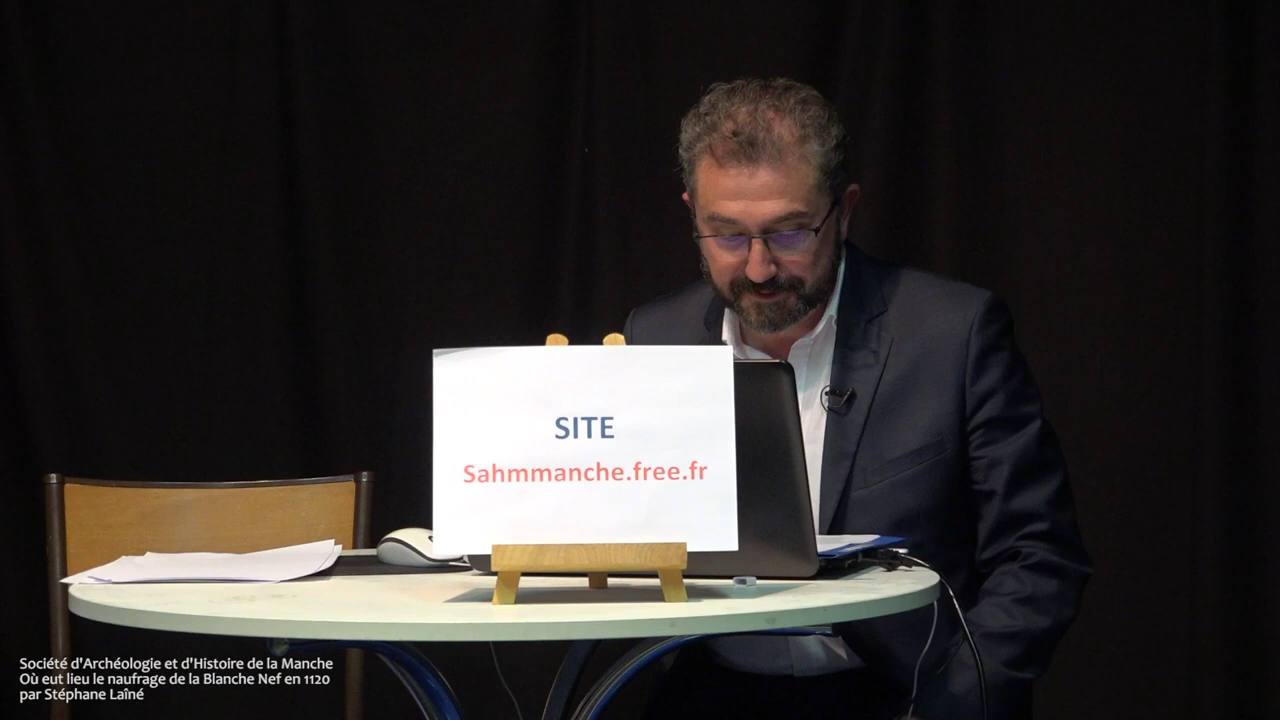 SITE
Sahmmanche.free.fr
Société d'Archéologie et d'Histoire de la Manche
Où eut lieu le naufrage de la Blanche Nef en 1120
par Stéphane Laîné